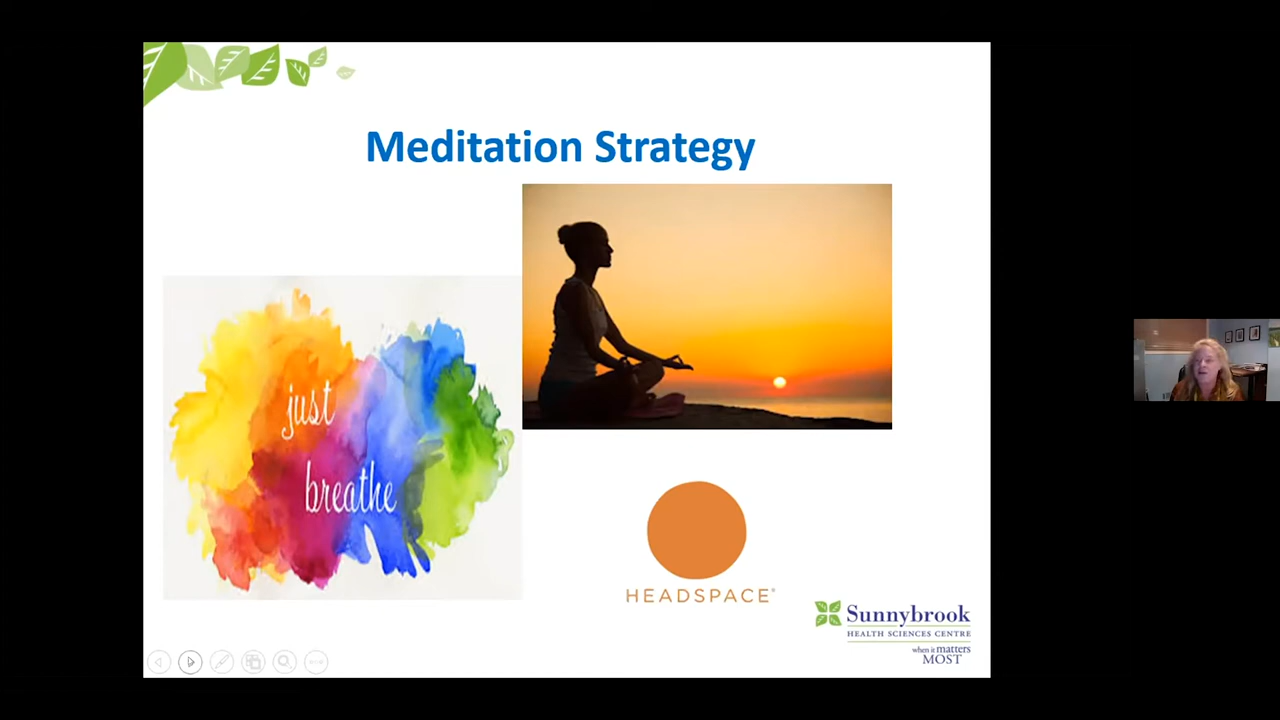 Meditation Strategy
just
breathe
HEADSPACE®
Sunnybrook
HEALTH SCIENCES CENTRE
when it matters
MOST